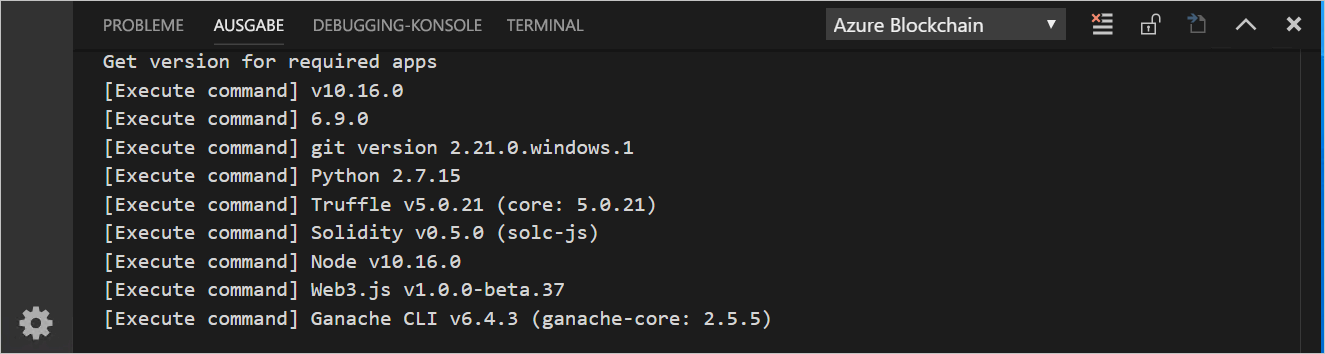 PROBLEME AUSGABE DEBUGGING-KONSOLE TERMINAL Azure Blockchain
Get version for required apps
[Execute command] v10.16.0
[Execute command] 6.9.0
[Execute command] git version 2.21.0.windows.1
[Execute command] Python 2.7.15
[Execute command] Truffle v5.0.21 (core: 5.0.21)
[Execute command] Solidity v0.5.0 (solc-js)
[Execute command] Node v10.16.0
[Execute command] Web3.js v1.0.0-beta.37
[Execute command] Ganache CLI v6.4.3 (ganache-core: 2.5.5)